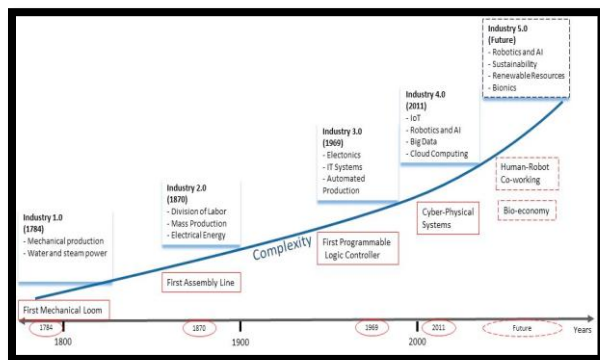 Industry 5.0
(Future)
- Robotics and AI
- Sustainability
- Renewable Resources
- Bionics
Industry 4.0
(2011)
- IoT
- Robotics and AI
- Big Data
- Cloud Computing
Industry 3.0
(1969)
- Electonics
- IT Systems
- Automated
Production
Industry 2.0
(1870)
- Division of Labor
- Mass Production
- Electrical Energy
Industry 1.0
(1784)
- Mechanical production
- Water and steam power
Complexity
Human-Robot
Co-working
Bio-economy
Cyber-Physical
Systems
First Programmable
Logic Controller
First Assembly Line
First Mechanical Loom
1784
1870
1969
2011
Future
Years
1800
1900
2000